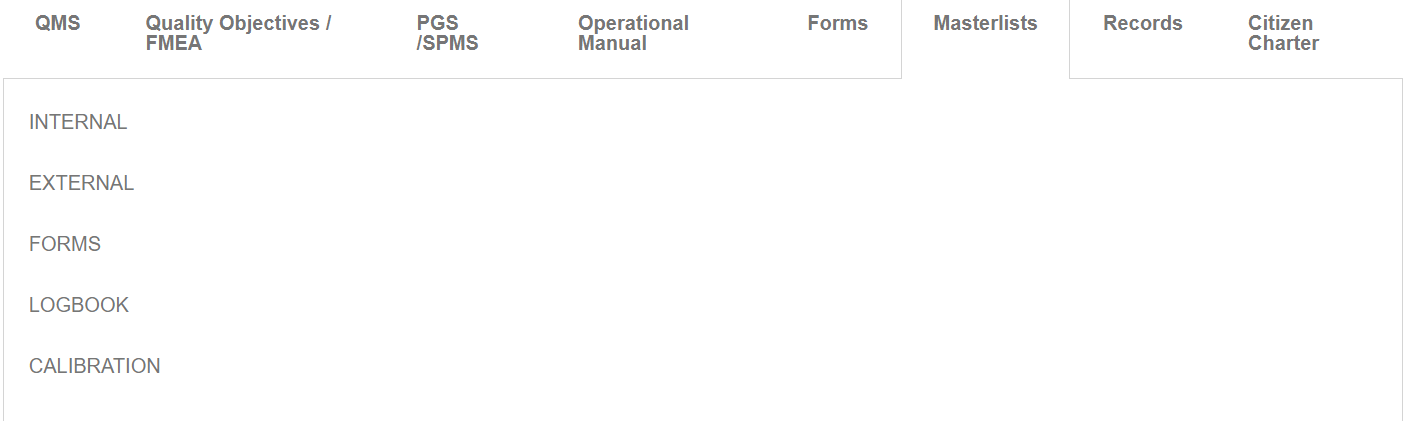 QMS
Quality Objectives /
FMEA
PGS
/SPMS
Operational
Manual
Forms
Masterlists
Records
Citizen
Charter
INTERNAL
EXTERNAL
FORMS
LOGBOOK
CALIBRATION